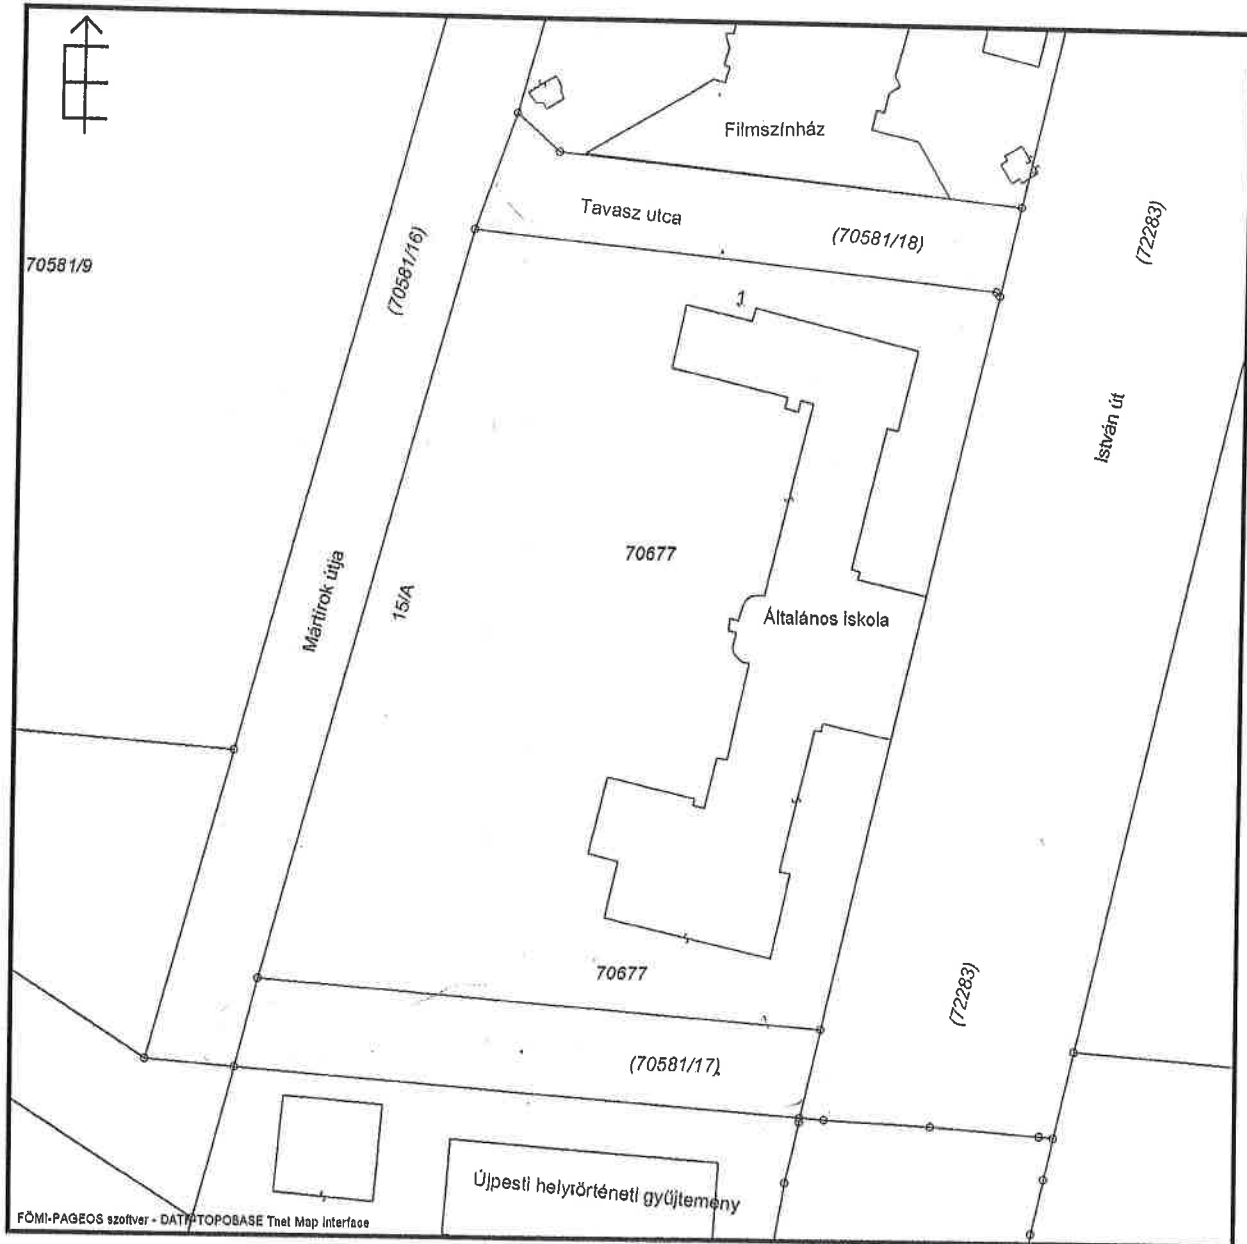 Filmszínház
Tavasz utca
(70581/18)
(72283)
70581/9
(70581/16)
1
István út
70677
Mártírok útja
15/A
Általános iskola
70677
(72283)
(70581/17)
Újpesti helytörténeti gyűjtemény
FÖMI-PAGEOS szoftver - DATR-TOPOBASE Tnet Map Interface